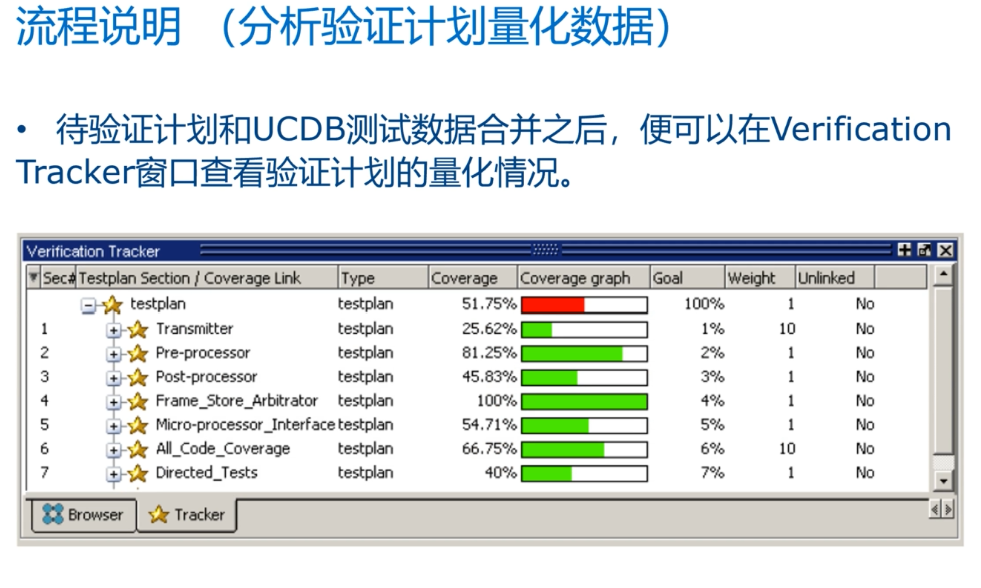 流程说明 （分析验证计划量化数据）
• 待验证计划和UCDB测试数据合并之后，便可以在Verification
Tracker窗口查看验证计划的量化情况。
Verification Tracker
Sec# Testplan Section / Coverage Link Type Coverage Coverage graph Goal Weight Unlinked
testplan testplan 51.75% 100% 1 No
1 Transmitter testplan 25.62% 1% 10 No
2 Pre-processor testplan 81.25% 2% 1 No
3 Post-processor testplan 45.83% 3% 1 No
4 Frame_Store_Arbitrator testplan 100% 4% 1 No
5 Micro-processor_Interface testplan 54.71% 5% 1 No
6 All_Code_Coverage testplan 66.75% 6% 10 No
7 Directed_Tests testplan 40% 7% 1 No
Browser Tracker